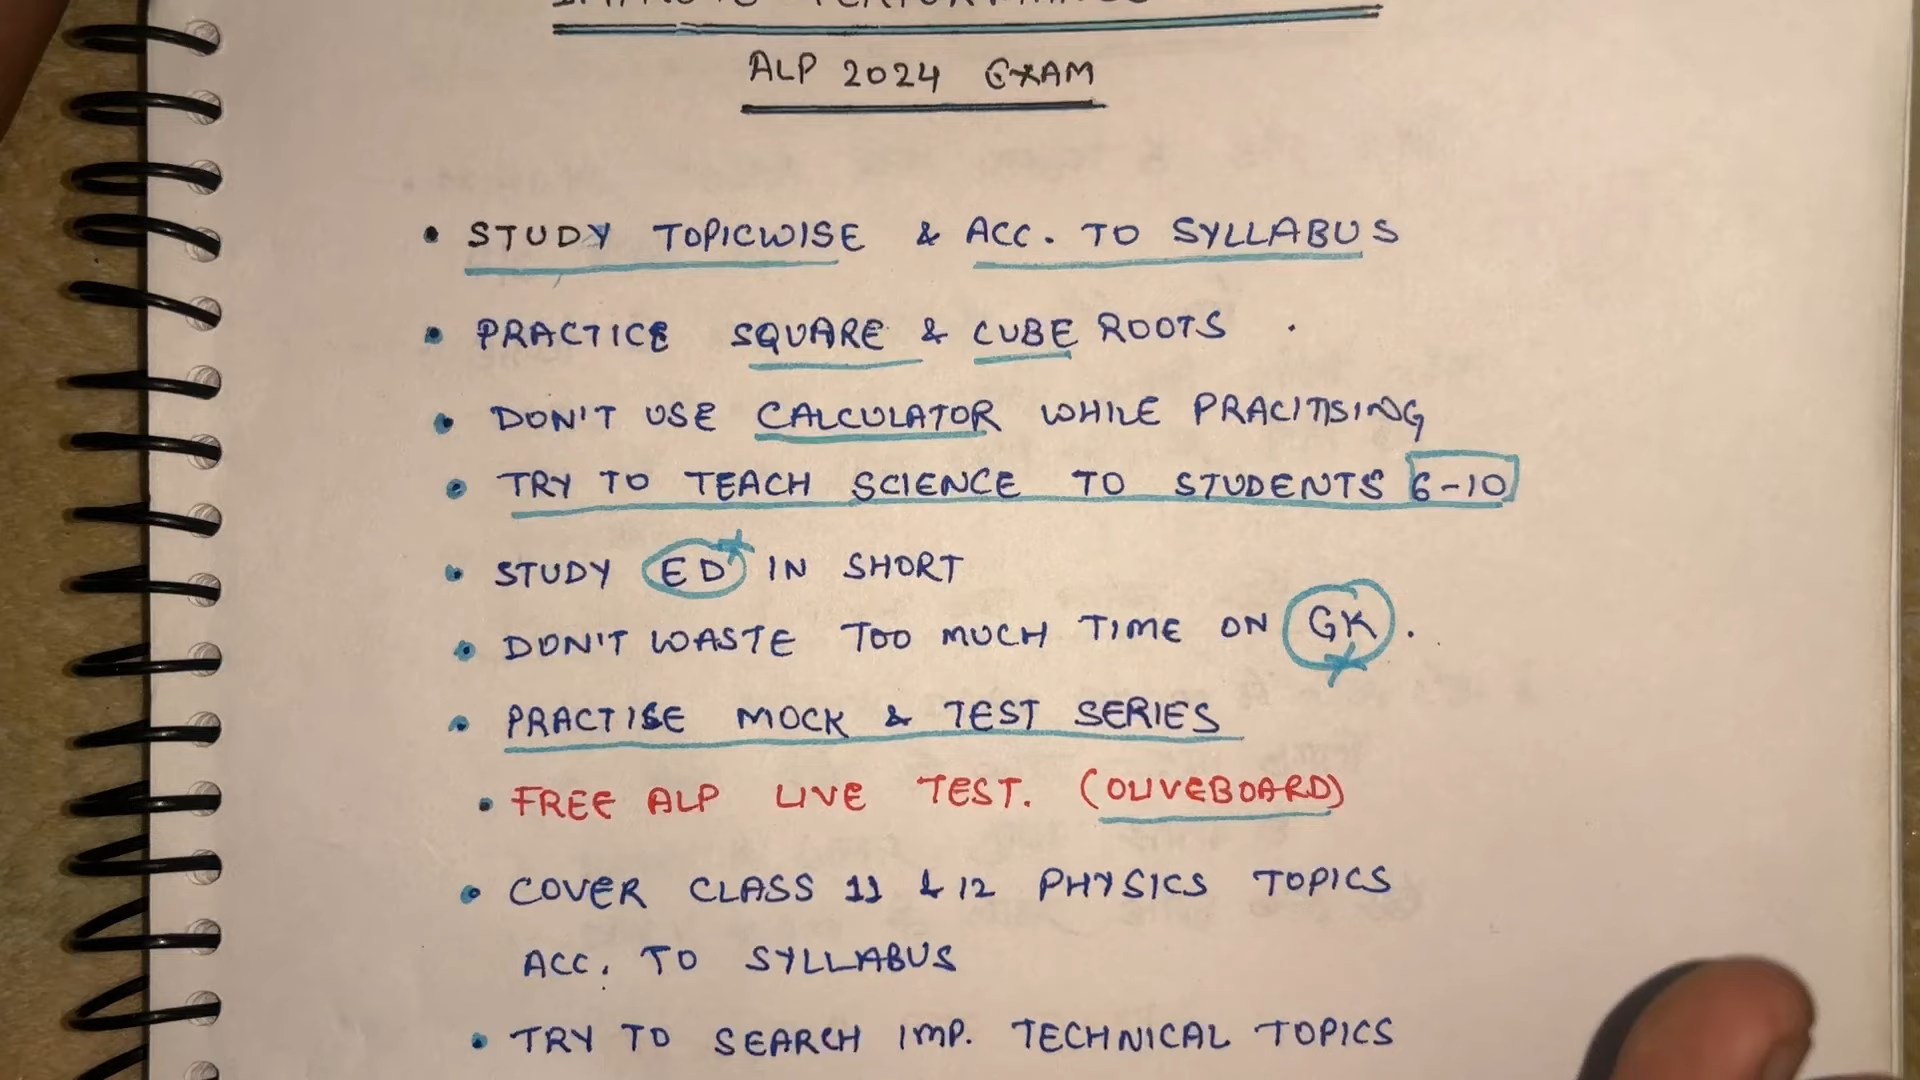 ALP 2024 EXAM
• STUDY TOPICWISE & ACC. TO SYLLABUS
• PRACTICE SQUARE & CUBE ROOTS .
• DON'T USE CALCULATOR WHILE PRACITISING
• TRY TO TEACH SCIENCE TO STUDENTS 6-10
• STUDY ED IN SHORT
• DON'T WASTE TOO MUCH TIME ON GK .
• PRACTISE MOCK & TEST SERIES
• FREE ALP LIVE TEST. (OLIVEBOARD)
• COVER CLASS 11 & 12 PHYSICS TOPICS
ACC. TO SYLLABUS
• TRY TO SEARCH IMP. TECHNICAL TOPICS